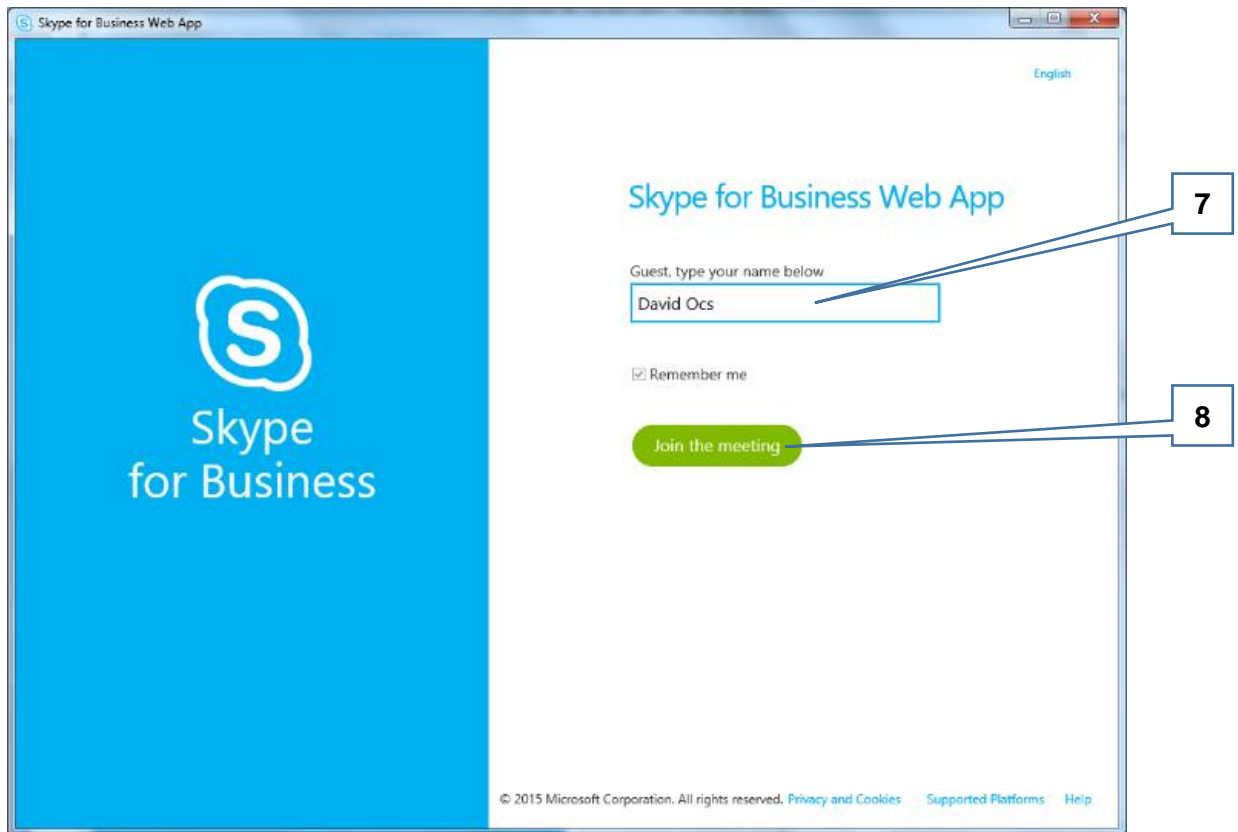 Skype for Business Web App
English
Skype for Business Web App
7
Guest, type your name below
David Ocs
Remember me
8
Join the meeting
S
Skype
for Business
© 2015 Microsoft Corporation. All rights reserved. Privacy and Cookies Supported Platforms Help